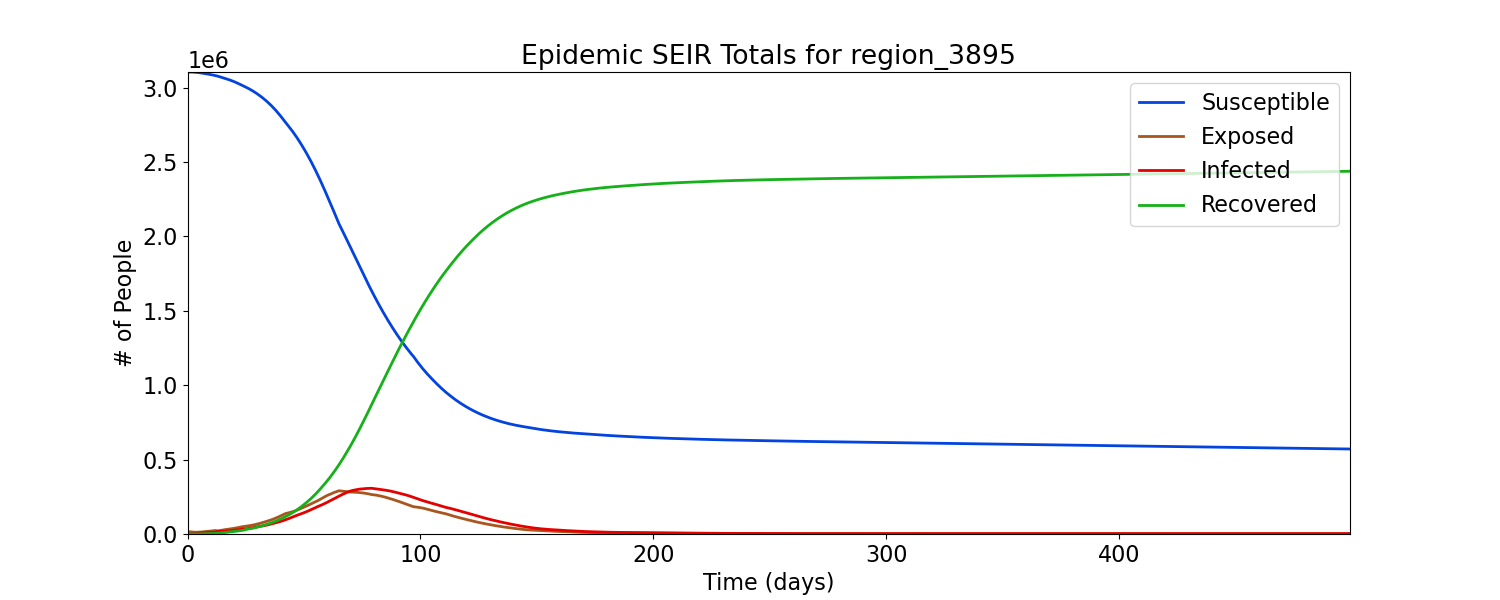 Epidemic SEIR Totals for region_3895
1e6
3.0
2.5
2.0
1.5
1.0
0.5
0.0
# of People
0 100 200 300 400
Time (days)
Susceptible
Exposed
Infected
Recovered